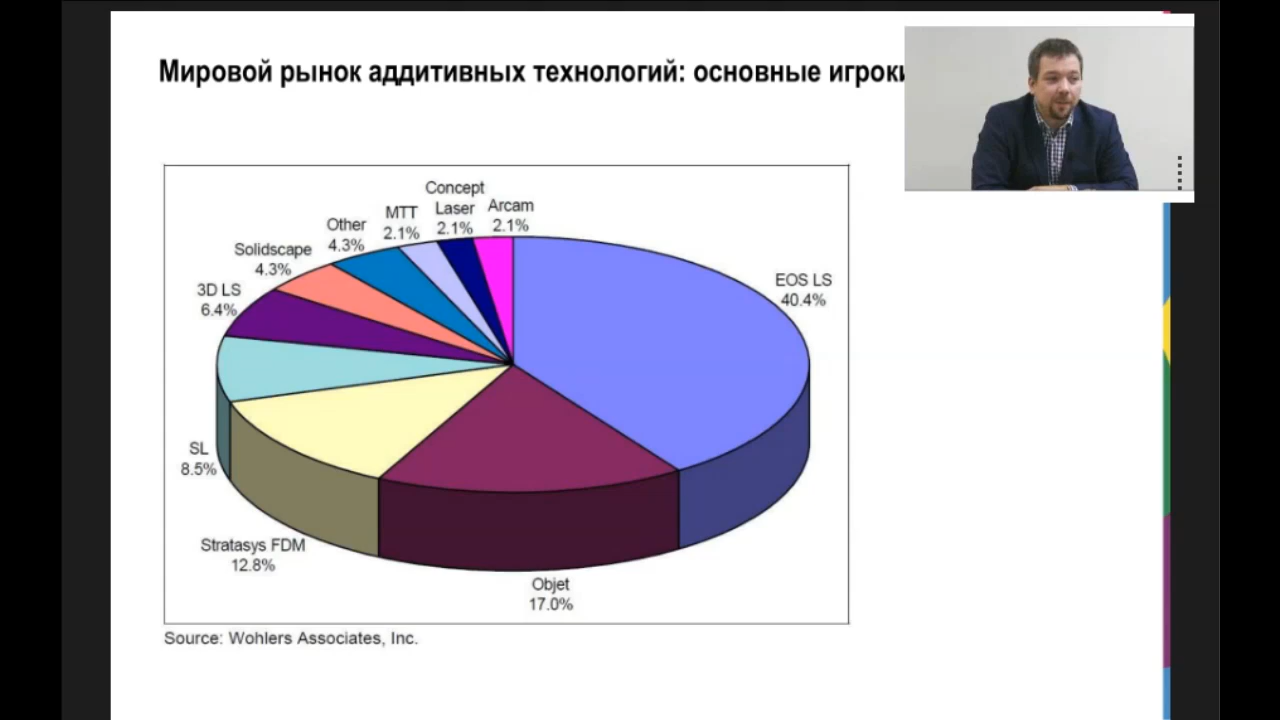 Мировой рынок аддитивных технологий: основные игроки
Concept
Laser
2.1%
Arcam
2.1%
MTT
2.1%
Other
4.3%
Solidscape
4.3%
3D LS
6.4%
EOS LS
40.4%
SL
8.5%
Stratasys FDM
12.8%
Objet
17.0%
Source: Wohlers Associates, Inc.